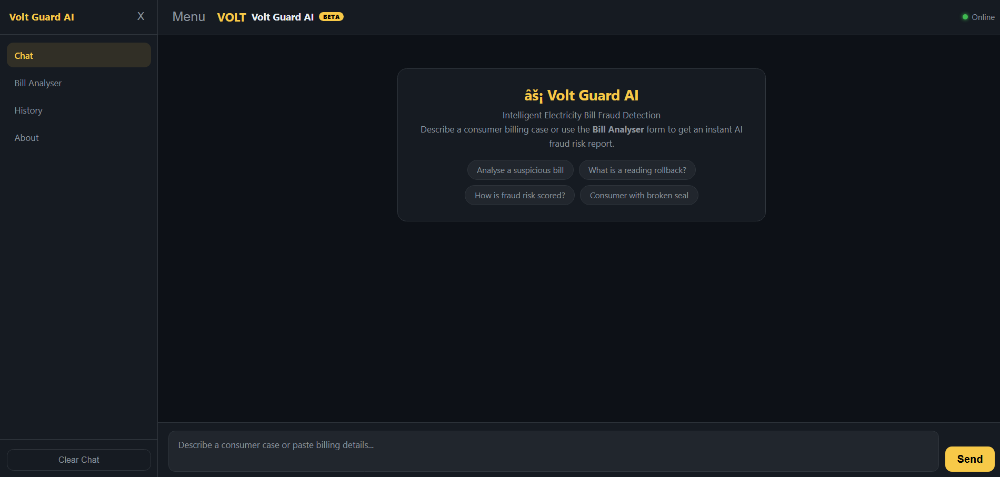 Volt Guard AI X
Chat
Bill Analyser
History
About
Clear Chat
Menu VOLT Volt Guard AI BETA
Online
âš¡ Volt Guard AI
Intelligent Electricity Bill Fraud Detection
Describe a consumer billing case or use the Bill Analyser form to get an instant AI
fraud risk report.
Analyse a suspicious bill
What is a reading rollback?
How is fraud risk scored?
Consumer with broken seal
Describe a consumer case or paste billing details...
Send